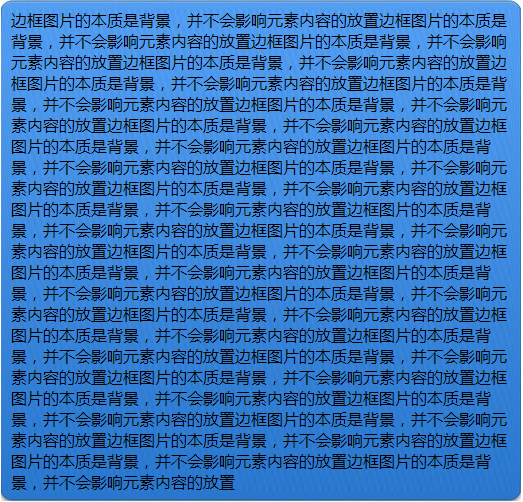 边框图片的本质是背景，并不会影响元素内容的放置边框图片的本质是
背景，并不会影响元素内容的放置边框图片的本质是背景，并不会影响
元素内容的放置边框图片的本质是背景，并不会影响元素内容的放置边
框图片的本质是背景，并不会影响元素内容的放置边框图片的本质是背
景，并不会影响元素内容的放置边框图片的本质是背景，并不会影响元
素内容的放置边框图片的本质是背景，并不会影响元素内容的放置边框
图片的本质是背景，并不会影响元素内容的放置边框图片的本质是背
景，并不会影响元素内容的放置边框图片的本质是背景，并不会影响元
素内容的放置边框图片的本质是背景，并不会影响元素内容的放置边框
图片的本质是背景，并不会影响元素内容的放置边框图片的本质是背
景，并不会影响元素内容的放置边框图片的本质是背景，并不会影响元
素内容的放置边框图片的本质是背景，并不会影响元素内容的放置边框
图片的本质是背景，并不会影响元素内容的放置边框图片的本质是背
景，并不会影响元素内容的放置边框图片的本质是背景，并不会影响元
素内容的放置边框图片的本质是背景，并不会影响元素内容的放置边框
图片的本质是背景，并不会影响元素内容的放置边框图片的本质是背
景，并不会影响元素内容的放置边框图片的本质是背景，并不会影响元
素内容的放置边框图片的本质是背景，并不会影响元素内容的放置边框
图片的本质是背景，并不会影响元素内容的放置边框图片的本质是背
景，并不会影响元素内容的放置边框图片的本质是背景，并不会影响元
素内容的放置边框图片的本质是背景，并不会影响元素内容的放置边框
图片的本质是背景，并不会影响元素内容的放置边框图片的本质是背
景，并不会影响元素内容的放置